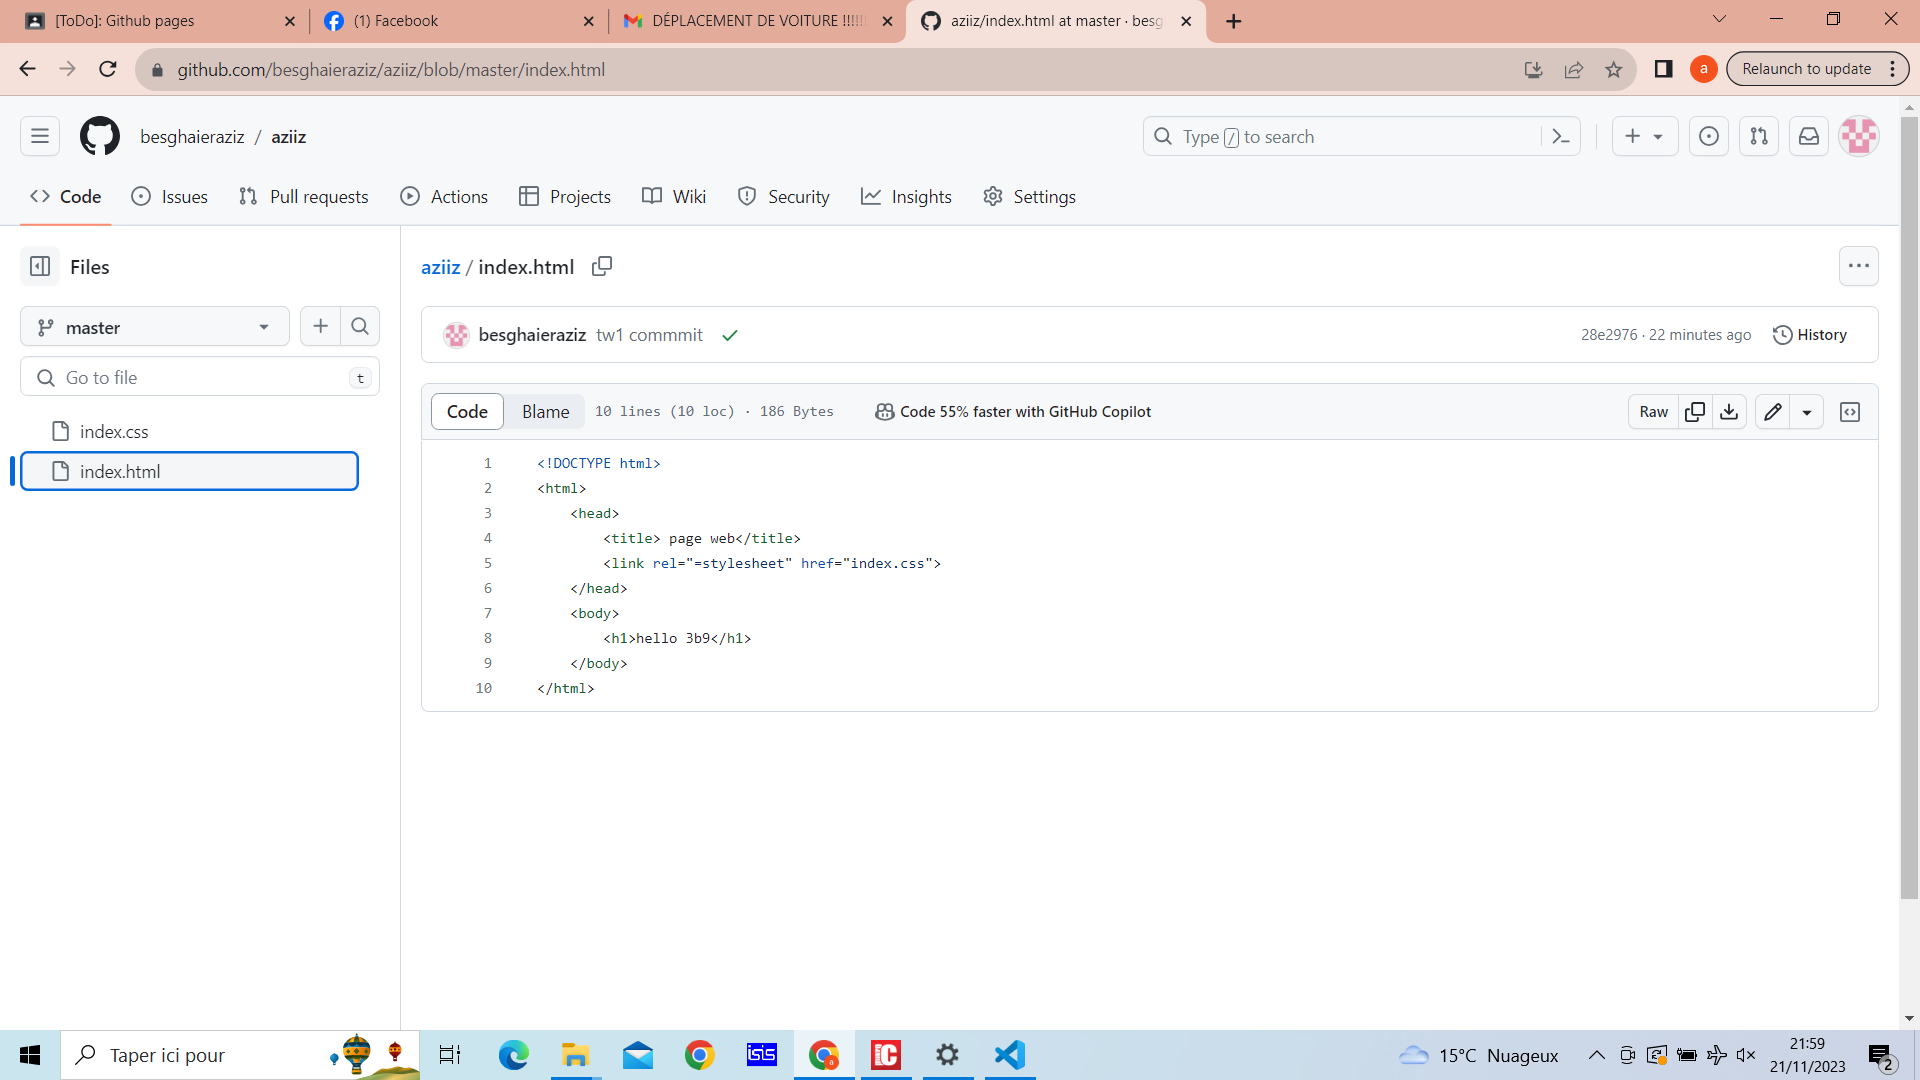 [ToDo]: Github pages
(1) Facebook
DÉPLACEMENT DE VOITURE !!!!!
aziiz/index.html at master · besg
github.com/besghaieraziz/aziiz/blob/master/index.html
a
Relaunch to update
besghaieraziz / aziiz
Type / to search
Code
Issues
Pull requests
Actions
Projects
Wiki
Security
Insights
Settings
Files
aziiz / index.html
master
besghaieraziz tw1 commmit
28e2976 · 22 minutes ago
History
Go to file
t
Code
Blame
10 lines (10 loc) · 186 Bytes
Code 55% faster with GitHub Copilot
Raw
index.css
index.html
1 <!DOCTYPE html>
2 <html>
3 <head>
4 <title> page web</title>
5 <link rel="=stylesheet" href="index.css">
6 </head>
7 <body>
8 <h1>hello 3b9</h1>
9 </body>
10 </html>
Taper ici pour
isis
a
C
15°C Nuageux
21:59
21/11/2023
2